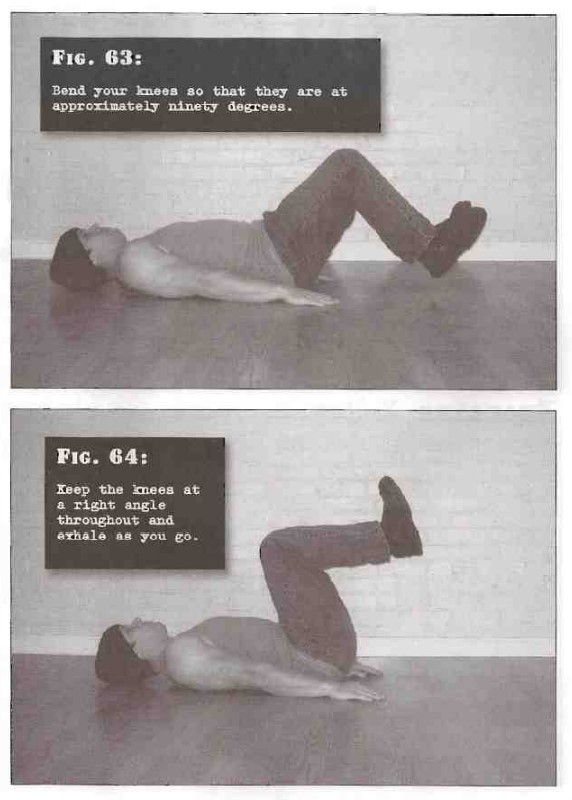 FIG. 63:
Bend your knees so that they are at
approximately ninety degrees.
FIG. 64:
Keep the knees at
a right angle
throughout and
exhale as you go.